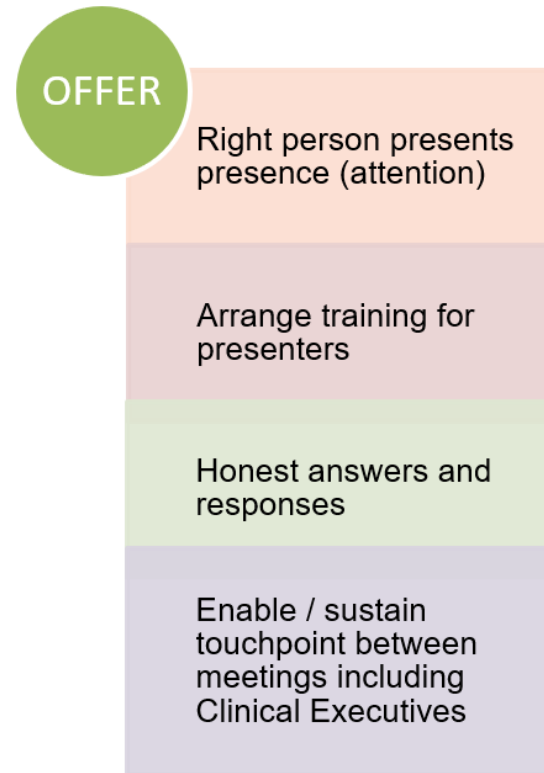 OFFER
Right person presents
presence (attention)
Arrange training for
presenters
Honest answers and
responses
Enable / sustain
touchpoint between
meetings including
Clinical Executives